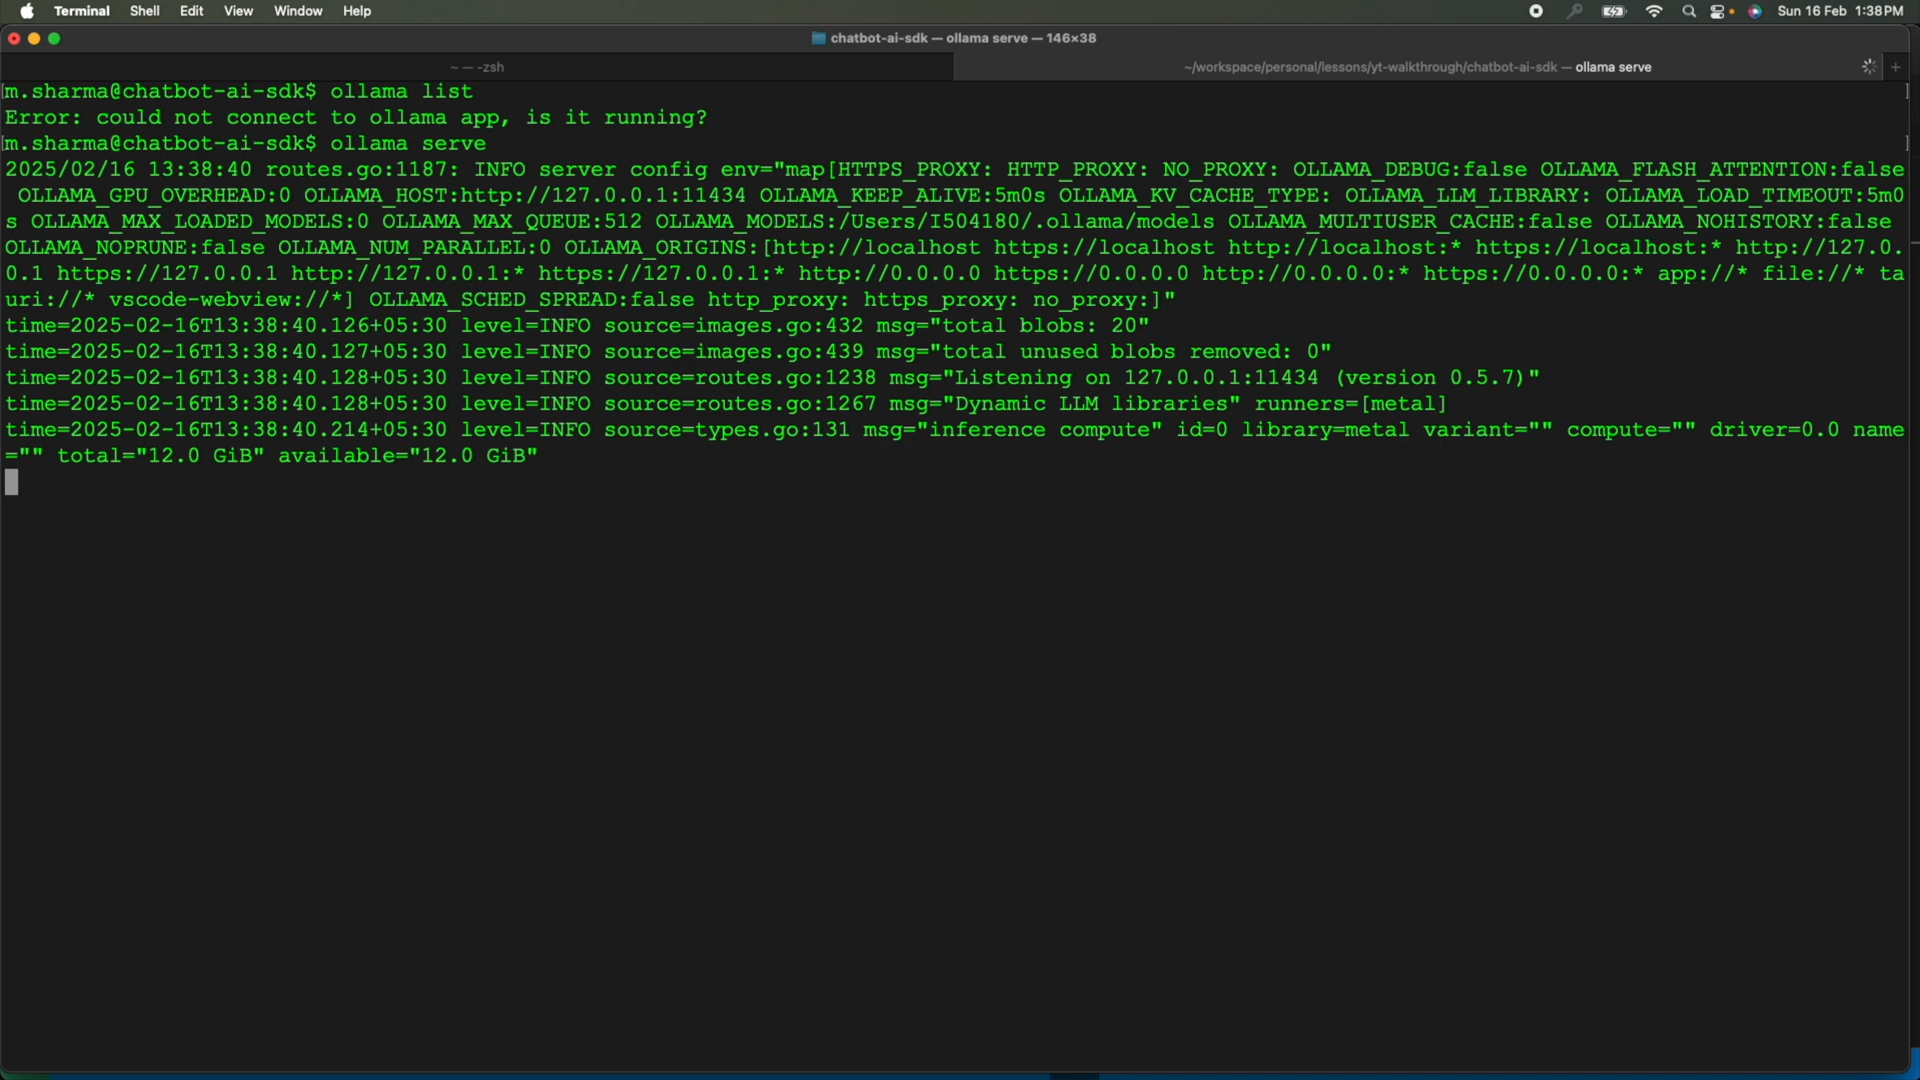 Terminal Shell Edit View Window Help Sun 16 Feb 1:38 PM
chatbot-ai-sdk — ollama serve — 146×38
~ — -zsh ~/workspace/personal/lessons/yt-walkthrough/chatbot-ai-sdk — ollama serve +
[m.sharma@chatbot-ai-sdk$ ollama list ]
Error: could not connect to ollama app, is it running?
[m.sharma@chatbot-ai-sdk$ ollama serve ]
2025/02/16 13:38:40 routes.go:1187: INFO server config env="map[HTTPS_PROXY: HTTP_PROXY: NO_PROXY: OLLAMA_DEBUG:false OLLAMA_FLASH_ATTENTION:false
OLLAMA_GPU_OVERHEAD:0 OLLAMA_HOST:http://127.0.0.1:11434 OLLAMA_KEEP_ALIVE:5m0s OLLAMA_KV_CACHE_TYPE: OLLAMA_LLM_LIBRARY: OLLAMA_LOAD_TIMEOUT:5m0
s OLLAMA_MAX_LOADED_MODELS:0 OLLAMA_MAX_QUEUE:512 OLLAMA_MODELS:/Users/I504180/.ollama/models OLLAMA_MULTIUSER_CACHE:false OLLAMA_NOHISTORY:false
OLLAMA_NOPRUNE:false OLLAMA_NUM_PARALLEL:0 OLLAMA_ORIGINS:[http://localhost https://localhost http://localhost:* https://localhost:* http://127.0.
0.1 https://127.0.0.1 http://127.0.0.1:* https://127.0.0.1:* http://0.0.0.0 https://0.0.0.0 http://0.0.0.0:* https://0.0.0.0:* app://* file://* ta
uri://* vscode-webview://*] OLLAMA_SCHED_SPREAD:false http_proxy: https_proxy: no_proxy:]"
time=2025-02-16T13:38:40.126+05:30 level=INFO source=images.go:432 msg="total blobs: 20"
time=2025-02-16T13:38:40.127+05:30 level=INFO source=images.go:439 msg="total unused blobs removed: 0"
time=2025-02-16T13:38:40.128+05:30 level=INFO source=routes.go:1238 msg="Listening on 127.0.0.1:11434 (version 0.5.7)"
time=2025-02-16T13:38:40.128+05:30 level=INFO source=routes.go:1267 msg="Dynamic LLM libraries" runners=[metal]
time=2025-02-16T13:38:40.214+05:30 level=INFO source=types.go:131 msg="inference compute" id=0 library=metal variant="" compute="" driver=0.0 name
="" total="12.0 GiB" available="12.0 GiB"